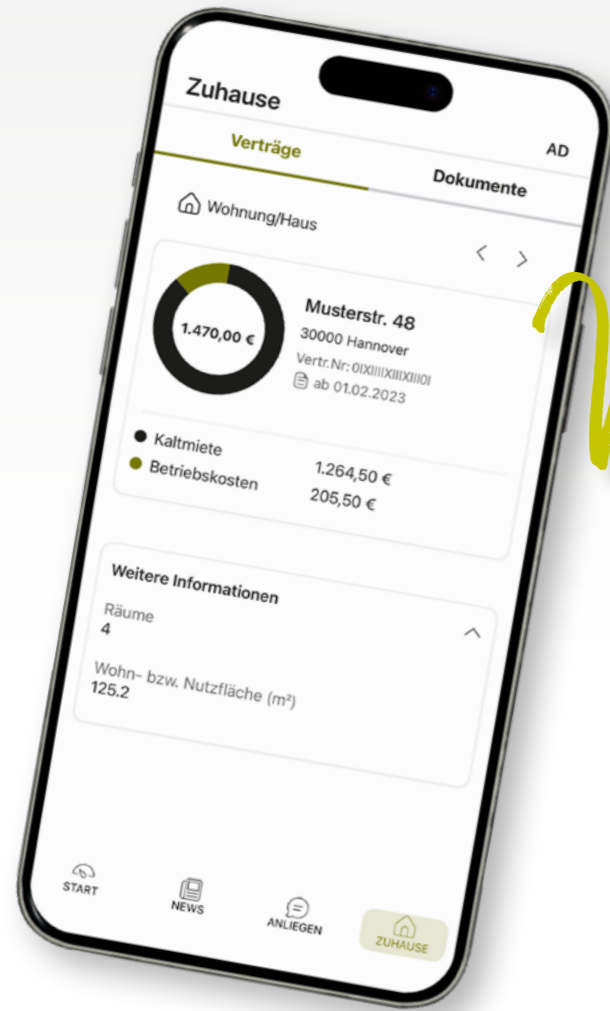 Zuhause
AD
Verträge
Dokumente
Wohnung/Haus
1.470,00 €
Musterstr. 48
30000 Hannover
Vertr.Nr:
ab 01.02.2023
Kaltmiete 1.264,50 €
Betriebskosten 205,50 €
Weitere Informationen
Räume
4
Wohn- bzw. Nutzfläche (m²)
125.2
START
NEWS
ANLIEGEN
ZUHAUSE